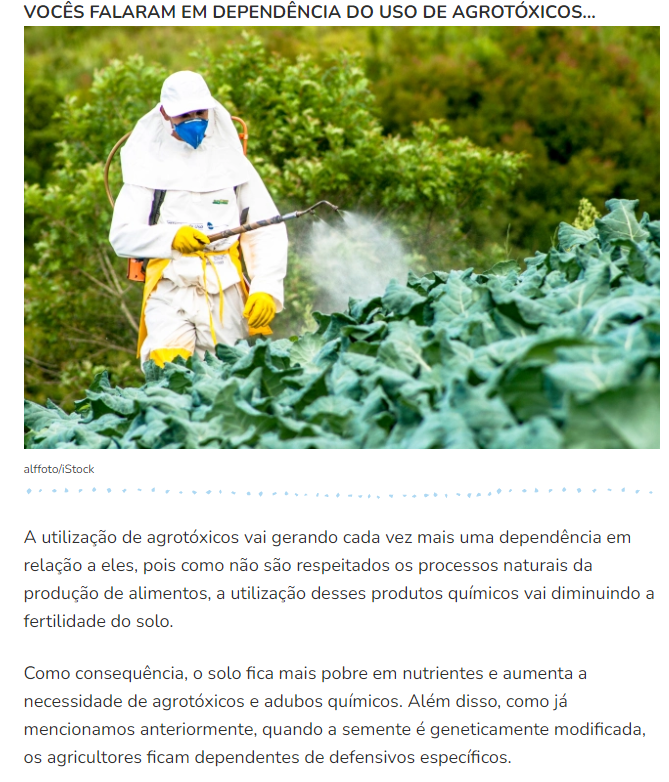 VOCÊS FALARAM EM DEPENDÊNCIA DO USO DE AGROTÓXICOS...
alffoto/iStock
A utilização de agrotóxicos vai gerando cada vez mais uma dependência em
relação a eles, pois como não são respeitados os processos naturais da
produção de alimentos, a utilização desses produtos químicos vai diminuindo a
fertilidade do solo.
Como consequência, o solo fica mais pobre em nutrientes e aumenta a
necessidade de agrotóxicos e adubos químicos. Além disso, como já
mencionamos anteriormente, quando a semente é geneticamente modificada,
os agricultores ficam dependentes de defensivos específicos.